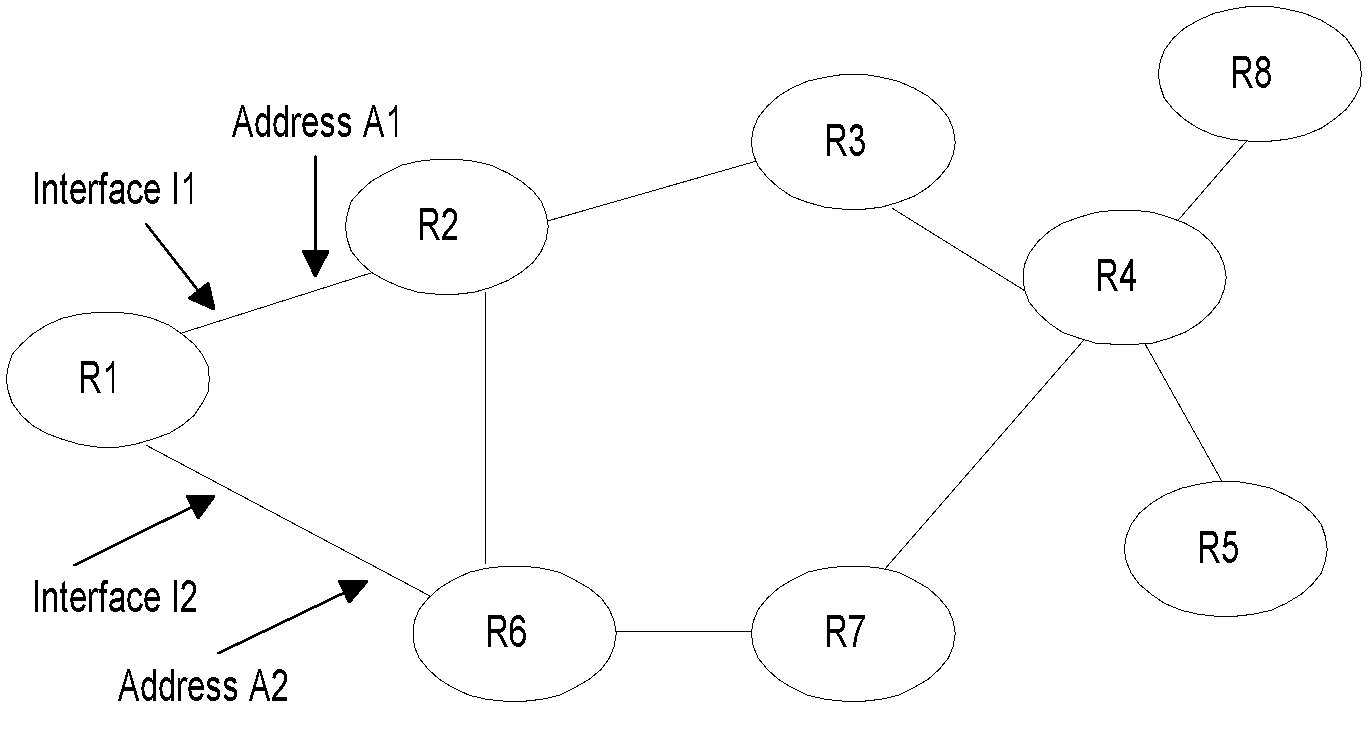 R8
Address A1
R3
Interface I1
R2
R4
R1
R5
Interface I2
R6
R7
Address A2